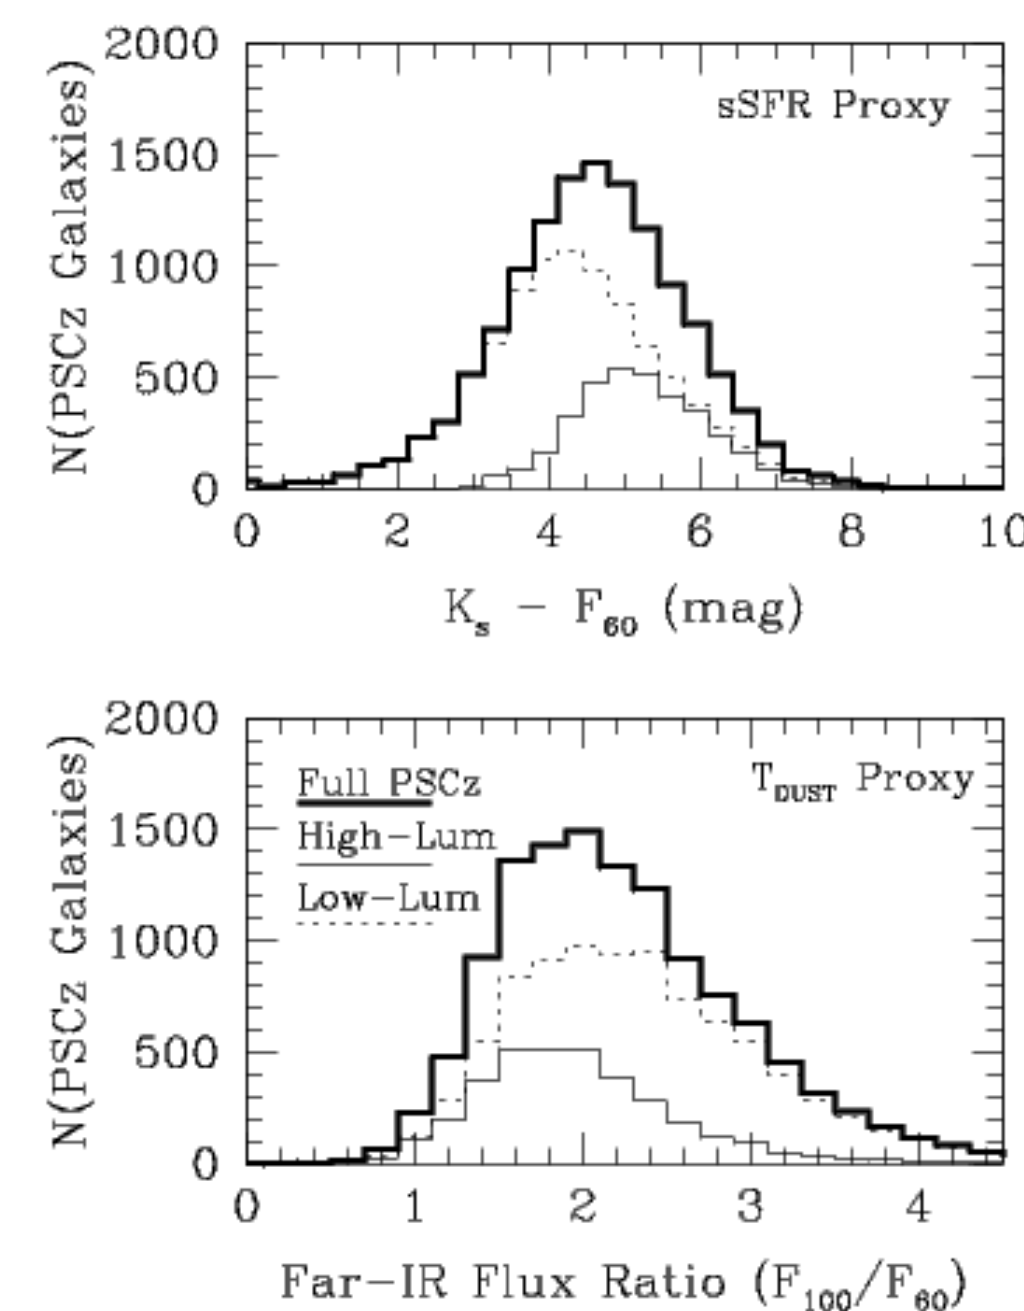 2000
sSFR Proxy
1500
1000
500
0
N(PSCz Galaxies)
0 2 4 6 8 10
K_s − F_60 (mag)
2000
Full PSCz
T_DUST Proxy
1500
High−Lum
Low−Lum
1000
500
0
N(PSCz Galaxies)
0 1 2 3 4
Far−IR Flux Ratio (F_100/F_60)